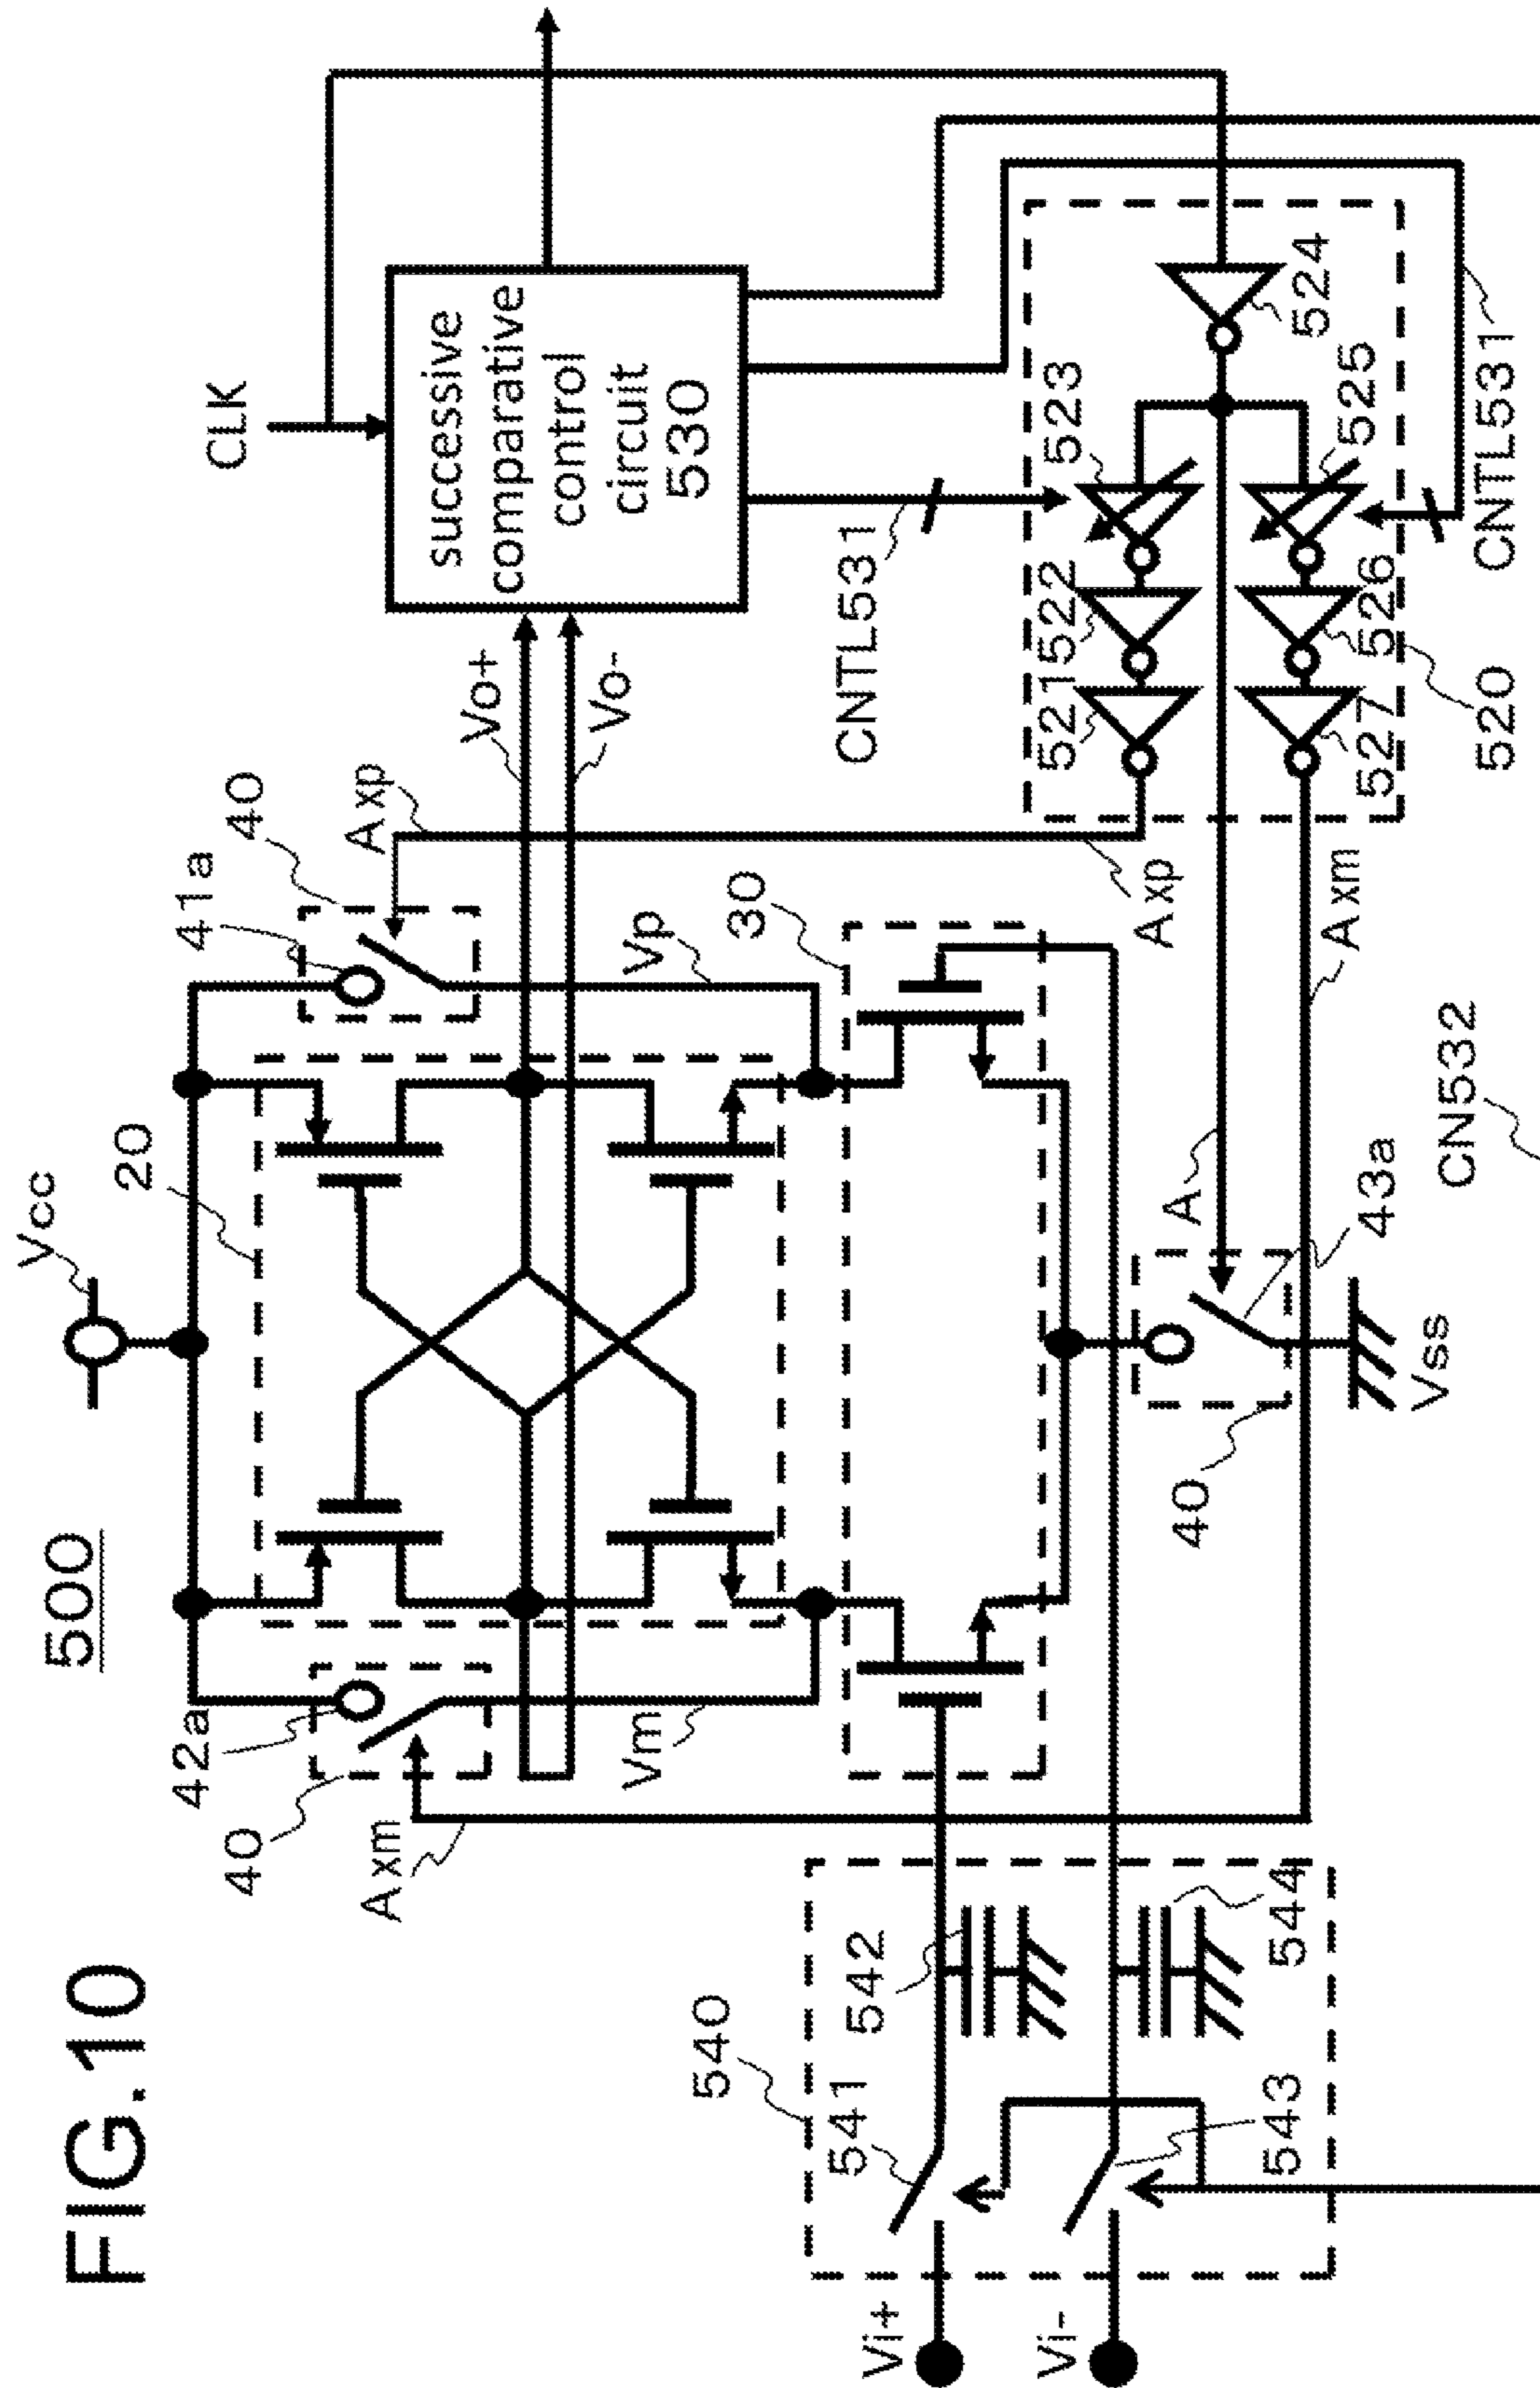 FIG.10
500
Vcc
20
42a
40
Axm
41a
40
Axp
CLK
successive
comparative
control
circuit
530
Vo+
Vo-
Vm
Vp
30
CNTL531
540
541
542
Vi+
Vi-
543
544
40
43a
Vss
A
Axp
Axm
521
522
523
524
525
526
527
520
CNTL531
CN532